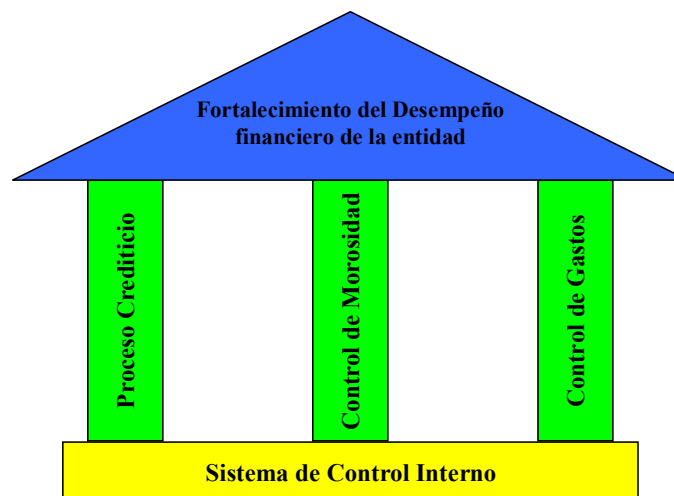 Fortalecimiento del Desempeño
financiero de la entidad
Proceso Crediticio
Control de Morosidad
Control de Gastos
Sistema de Control Interno